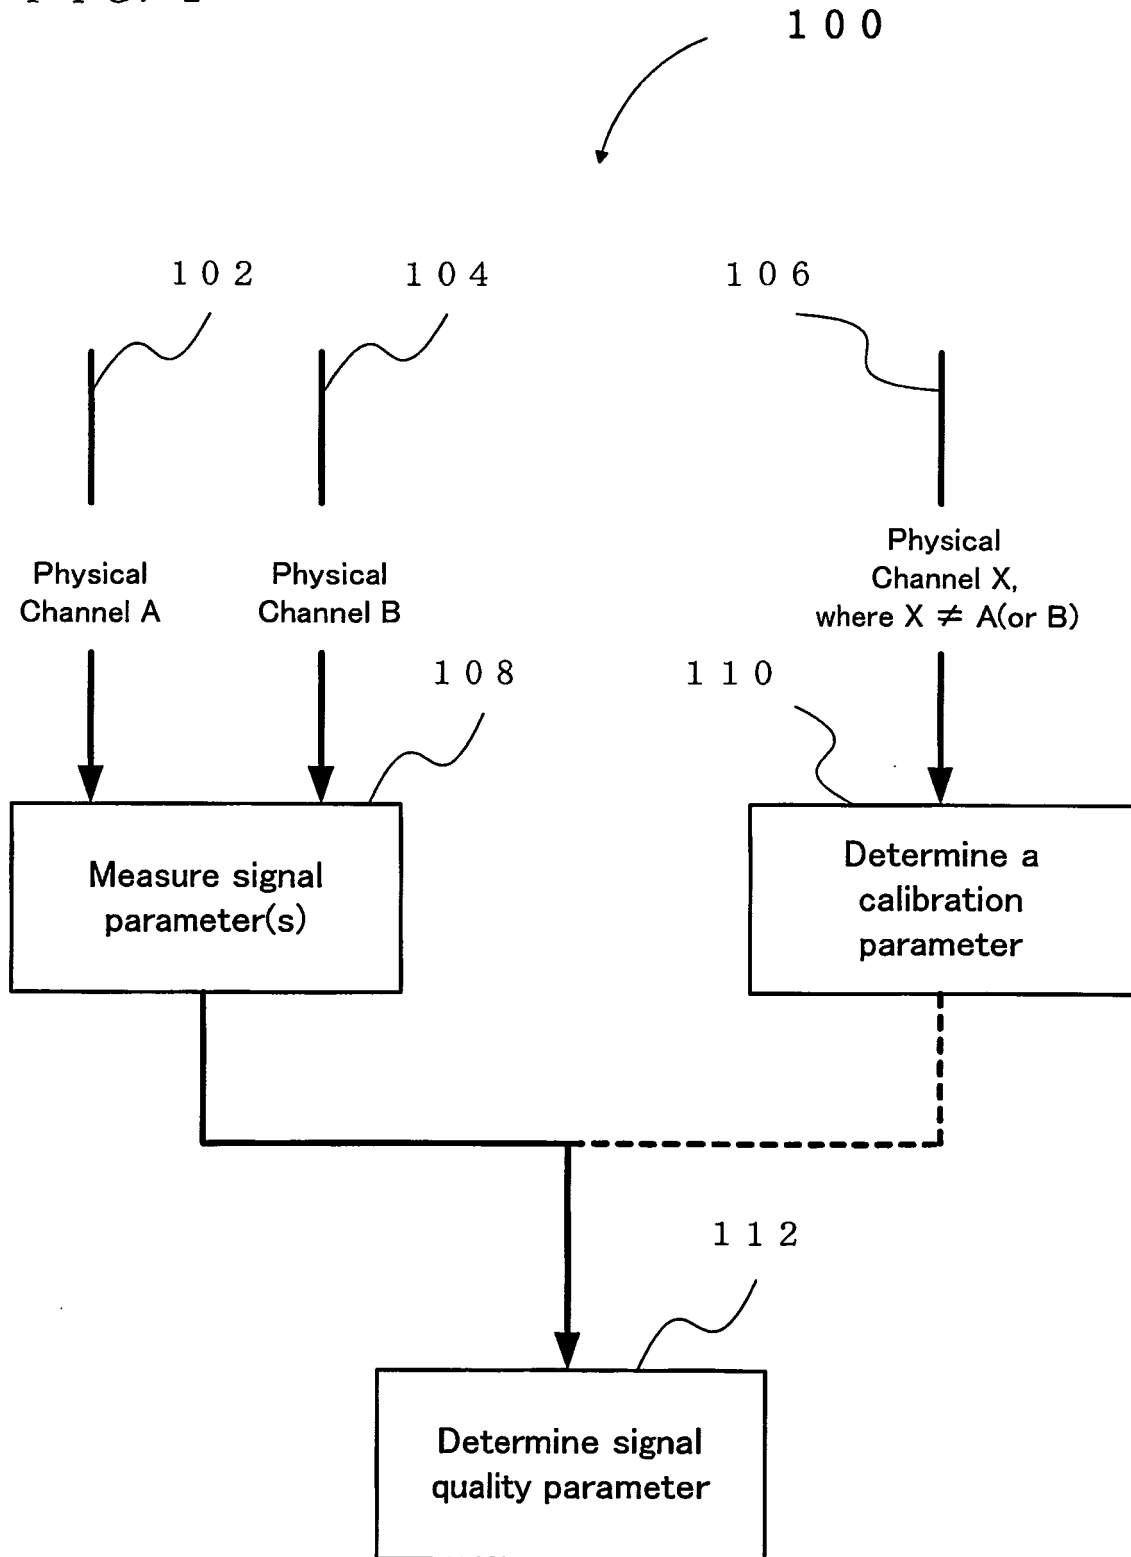 100
102
104
106
Physical
Channel A
Physical
Channel B
Physical
Channel X,
where X ≠ A(or B)
108
110
Measure signal
parameter(s)
Determine a
calibration
parameter
112
Determine signal
quality parameter